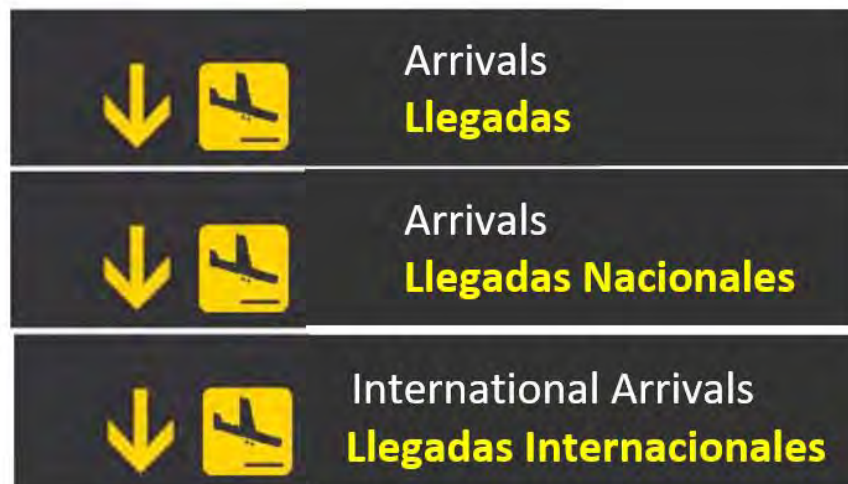 Arrivals
Llegadas
Arrivals
Llegadas Nacionales
International Arrivals
Llegadas Internacionales